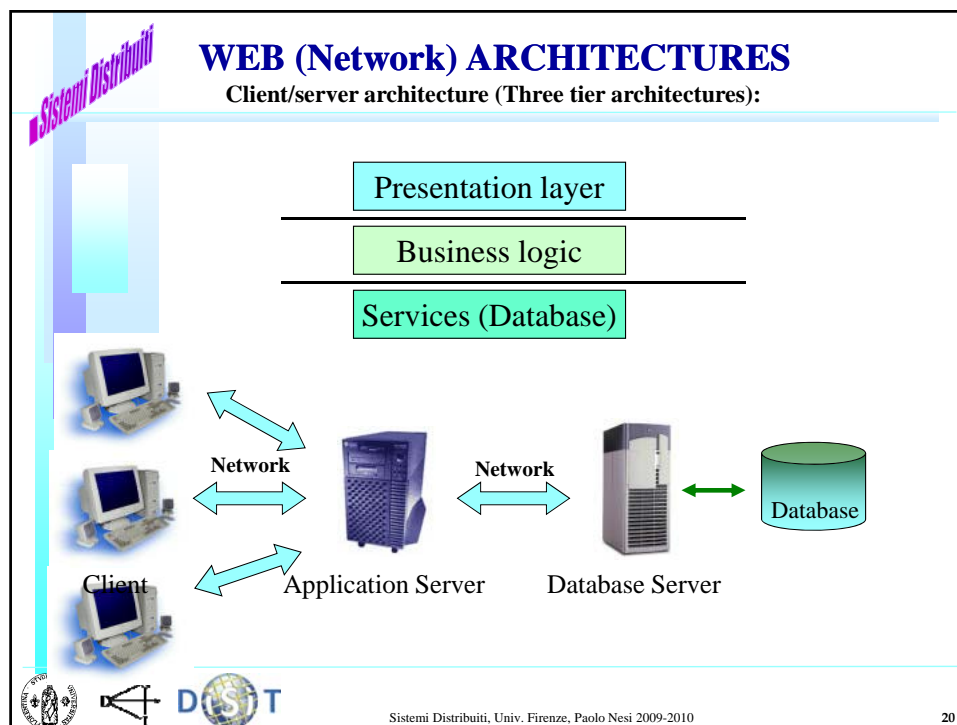 Sistemi Distribuiti
WEB (Network) ARCHITECTURES
Client/server architecture (Three tier architectures):
Presentation layer
Business logic
Services (Database)
Network
Network
Database
Client
Application Server
Database Server
DISIT
Sistemi Distribuiti, Univ. Firenze, Paolo Nesi 2009-2010
20